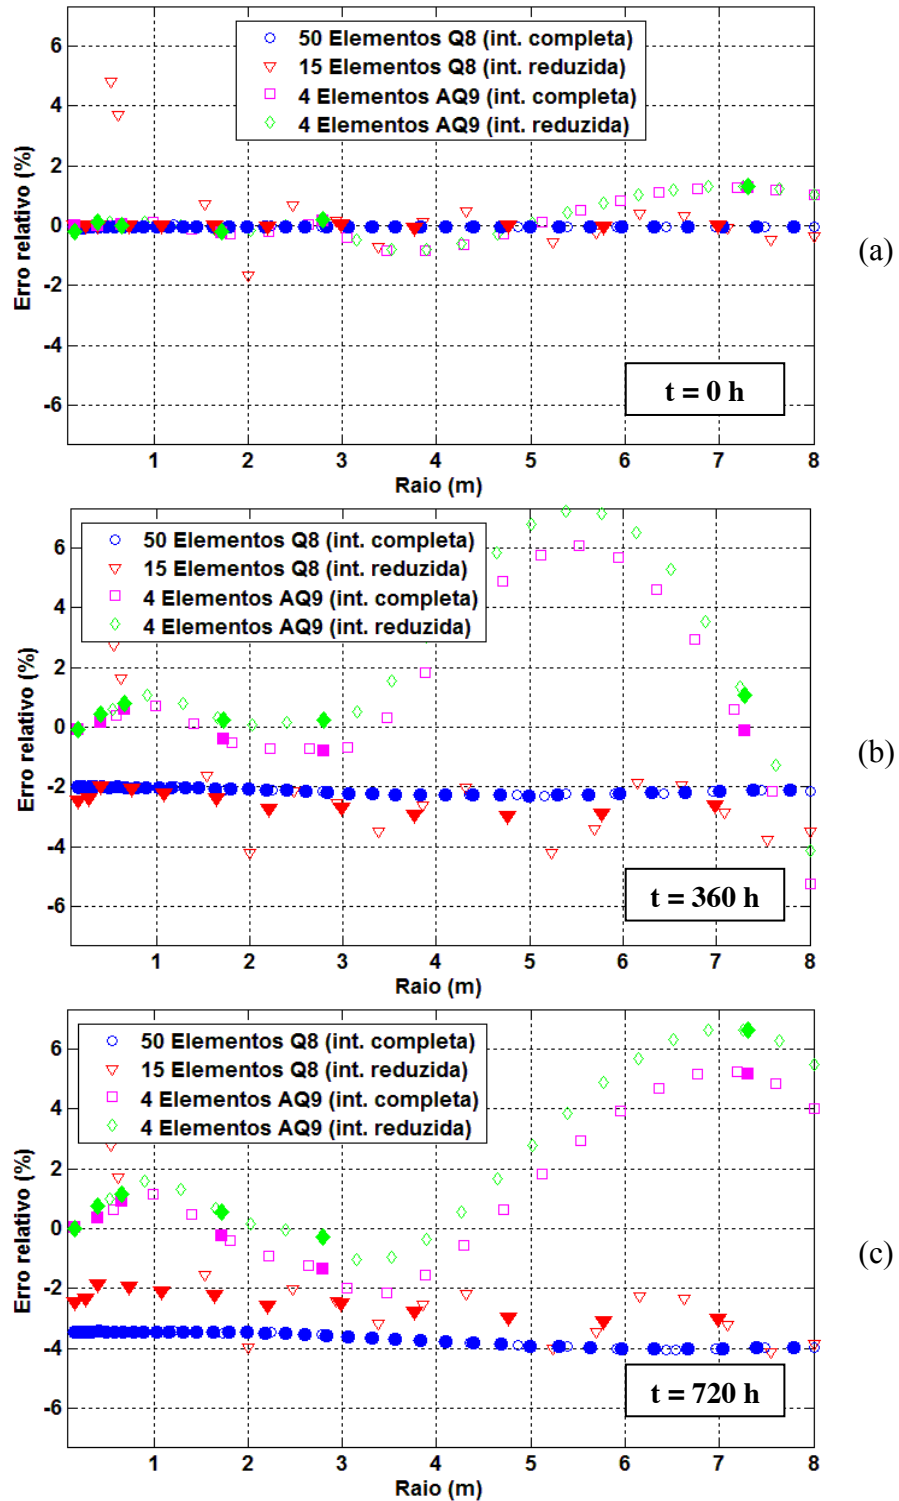 50 Elementos Q8 (int. completa)
15 Elementos Q8 (int. reduzida)
4 Elementos AQ9 (int. completa)
4 Elementos AQ9 (int. reduzida)
6
4
2
0
-2
-4
-6
Erro relativo (%)
t = 0 h
1 2 3 4 5 6 7 8
Raio (m)
(a)
50 Elementos Q8 (int. completa)
15 Elementos Q8 (int. reduzida)
4 Elementos AQ9 (int. completa)
4 Elementos AQ9 (int. reduzida)
6
4
2
0
-2
-4
-6
Erro relativo (%)
t = 360 h
1 2 3 4 5 6 7 8
Raio (m)
(b)
50 Elementos Q8 (int. completa)
15 Elementos Q8 (int. reduzida)
4 Elementos AQ9 (int. completa)
4 Elementos AQ9 (int. reduzida)
6
4
2
0
-2
-4
-6
Erro relativo (%)
t = 720 h
1 2 3 4 5 6 7 8
Raio (m)
(c)